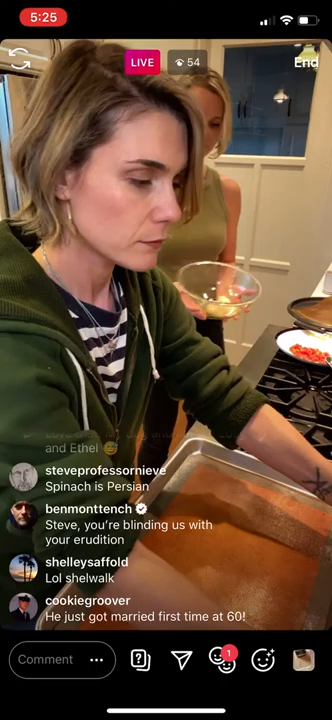 5:25
LIVE
54
End
and Ethel 😇
steveprofessornieve
Spinach is Persian
benmonttench
Steve, you're blinding us with
your erudition
shelleysaffold
Lol shelwalk
cookiegroover
He just got married first time at 60!
Comment
1